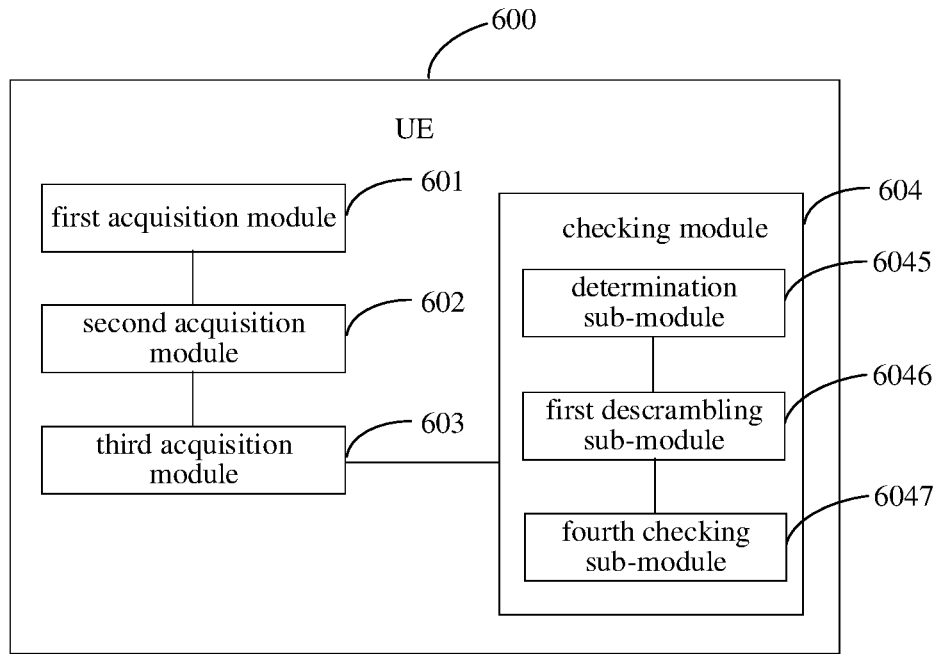 600
UE
601
first acquisition module
604
checking module
6045
determination
sub-module
602
second acquisition
module
6046
first descrambling
sub-module
603
third acquisition
module
6047
fourth checking
sub-module